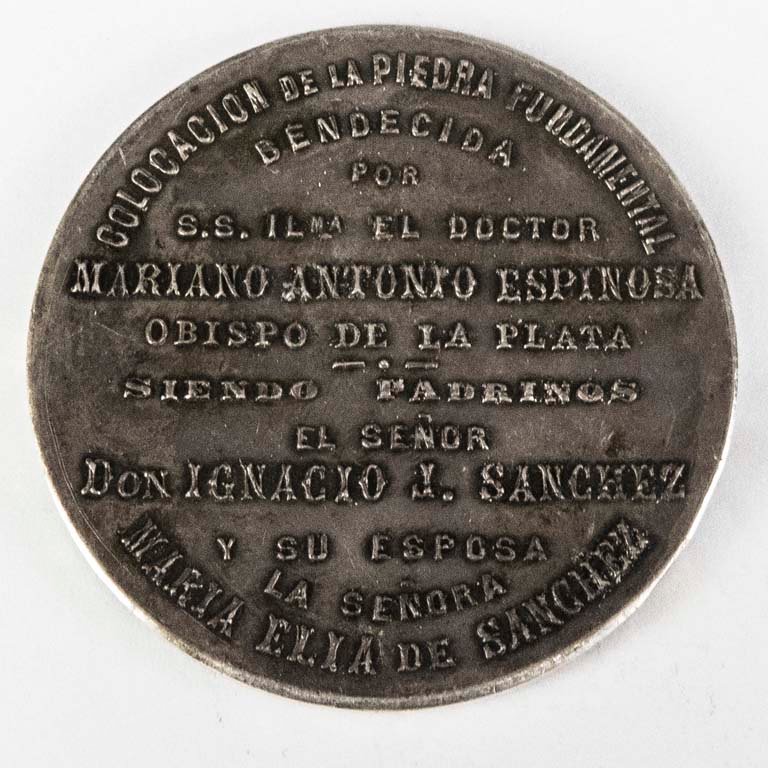 COLOCACION DE LA PIEDRA FUNDAMENTAL
BENDECIDA
POR
S.S. ILMA EL DOCTOR
MARIANO ANTONIO ESPINOSA
OBISPO DE LA PLATA
SIENDO PADRINOS
EL SEÑOR
DON IGNACIO J. SANCHEZ
Y SU ESPOSA
LA SEÑORA
MARIA ELIA DE SANCHEZ